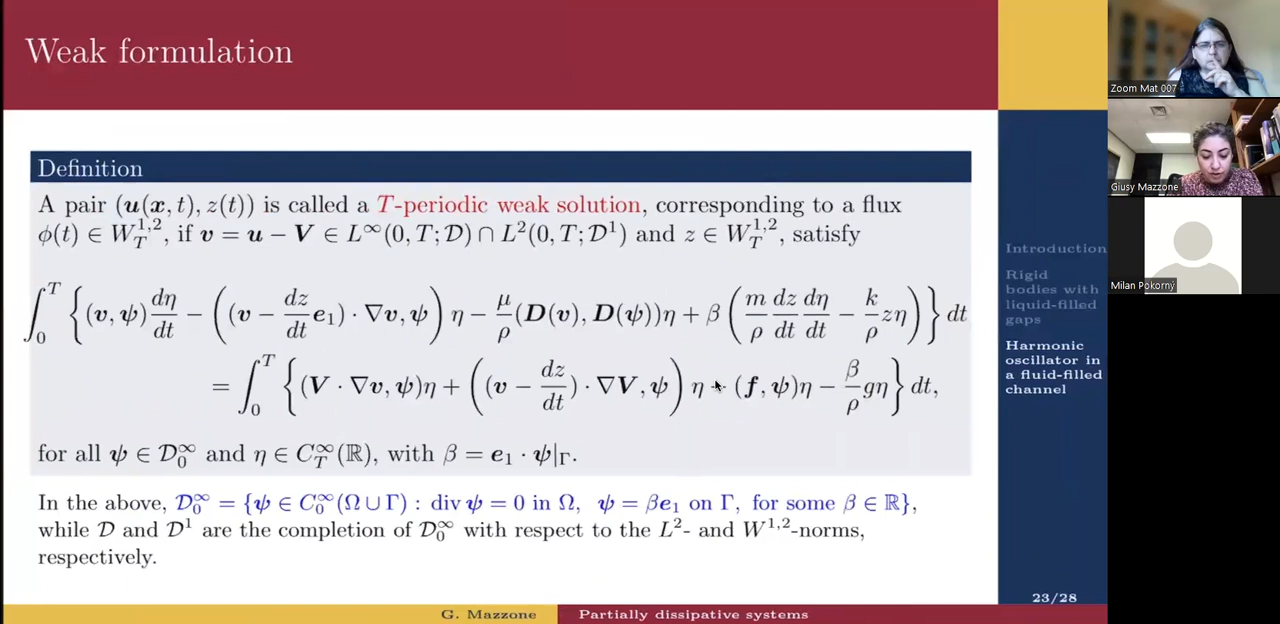 Weak formulation
Definition
A pair (u(x, t), z(t)) is called a T-periodic weak solution, corresponding to a flux
ϕ(t) ∈ W_T^{1,2}, if v = u − V ∈ L^∞(0, T; 𝒟) ∩ L^2(0, T; 𝒟^1) and z ∈ W_T^{1,2}, satisfy
∫_0^T { (v, ψ) dη/dt − ( (v − dz/dt e_1) · ∇v, ψ ) η − μ/ρ (D(v), D(ψ))η + β ( m/ρ dz/dt dη/dt − k/ρ zη ) } dt
= ∫_0^T { (V · ∇v, ψ)η + ( (v − dz/dt) · ∇V, ψ ) η + (f, ψ)η − β/ρ gη } dt,
for all ψ ∈ 𝒟_0^∞ and η ∈ C_T^∞(ℝ), with β = e_1 · ψ|_Γ.
In the above, 𝒟_0^∞ = {ψ ∈ C_0^∞(Ω ∪ Γ) : div ψ = 0 in Ω, ψ = βe_1 on Γ, for some β ∈ ℝ},
while 𝒟 and 𝒟^1 are the completion of 𝒟_0^∞ with respect to the L^2- and W^{1,2}-norms,
respectively.
Introduction
Rigid
bodies with
liquid-filled
gaps
Harmonic
oscillator in
a fluid-filled
channel
23/28
G. Mazzone
Partially dissipative systems
Zoom Mat 007
Giusy Mazzone
Milan Pokorný